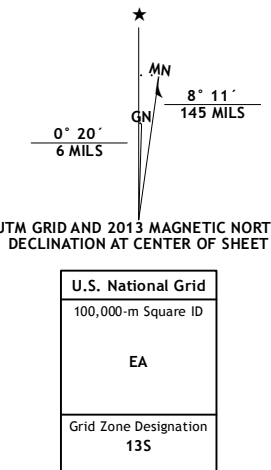 ★
MN
GN
8° 11´
145 MILS
0° 20´
6 MILS
UTM GRID AND 2013 MAGNETIC NORT
DECLINATION AT CENTER OF SHEET
U.S. National Grid
100,000-m Square ID
EA
Grid Zone Designation
13S